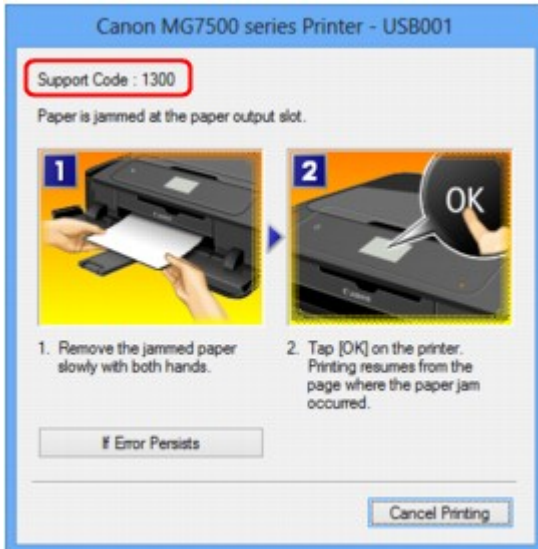 Canon MG7500 series Printer - USB001
Support Code : 1300
Paper is jammed at the paper output slot.
1
2
OK
Canon
Canon
1. Remove the jammed paper
slowly with both hands.
2. Tap [OK] on the printer.
Printing resumes from the
page where the paper jam
occurred.
If Error Persists
Cancel Printing